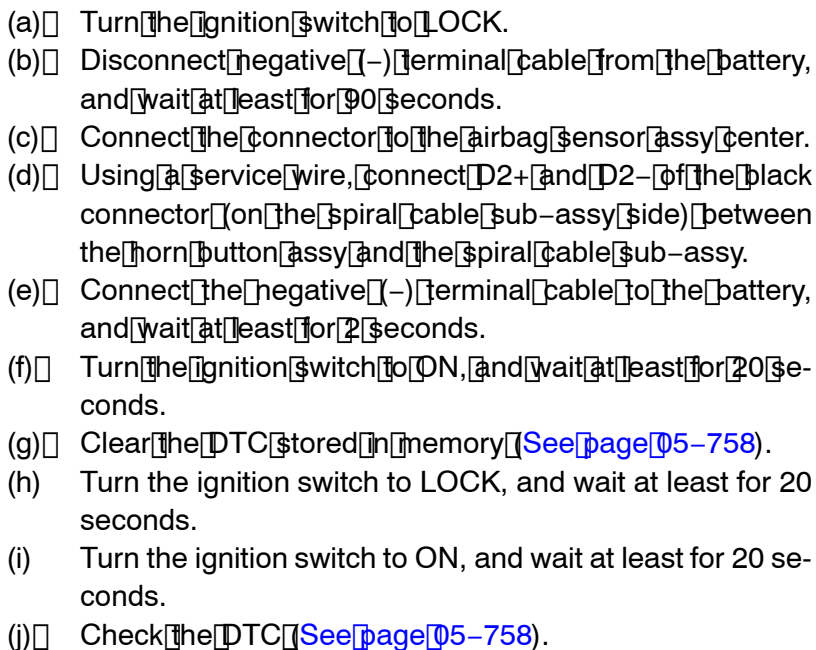 (a) Turn the ignition switch to LOCK.
(b) Disconnect negative (–) terminal cable from the battery,
and wait at least for 90 seconds.
(c) Connect the connector to the airbag sensor assy center.
(d) Using a service wire, connect D2+ and D2– of the black
connector (on the spiral cable sub–assy side) between
the horn button assy and the spiral cable sub–assy.
(e) Connect the negative (–) terminal cable to the battery,
and wait at least for 2 seconds.
(f) Turn the ignition switch to ON, and wait at least for 20 se-
conds.
(g) Clear the DTC stored in memory (See page 05–758).
(h) Turn the ignition switch to LOCK, and wait at least for 20
seconds.
(i) Turn the ignition switch to ON, and wait at least for 20 se-
conds.
(j) Check the DTC (See page 05–758).